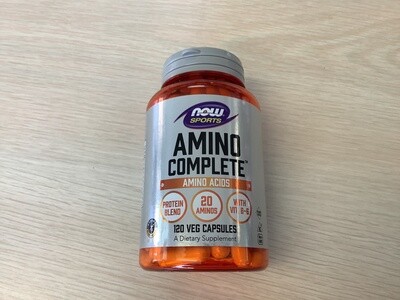 now
SPORTS
AMINO
COMPLETE™
AMINO ACIDS
PROTEIN
BLEND
20
AMINOS
WITH
VIT. B-6
120 VEG CAPSULES
A Dietary Supplement